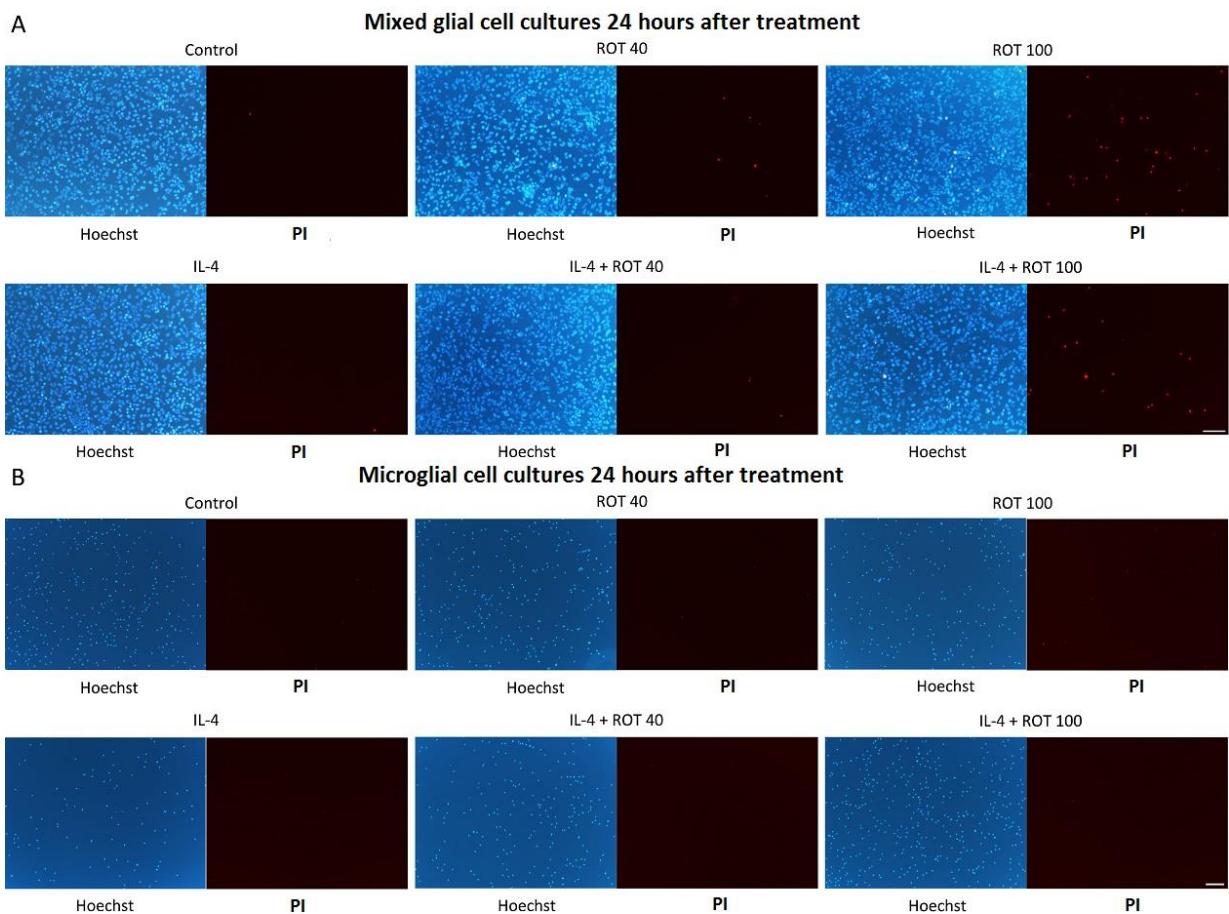 A
Mixed glial cell cultures 24 hours after treatment
Control
ROT 40
ROT 100
Hoechst
PI
Hoechst
PI
Hoechst
PI
IL-4
IL-4 + ROT 40
IL-4 + ROT 100
Hoechst
PI
Hoechst
PI
Hoechst
PI
B
Microglial cell cultures 24 hours after treatment
Control
ROT 40
ROT 100
Hoechst
PI
Hoechst
PI
Hoechst
PI
IL-4
IL-4 + ROT 40
IL-4 + ROT 100
Hoechst
PI
Hoechst
PI
Hoechst
PI